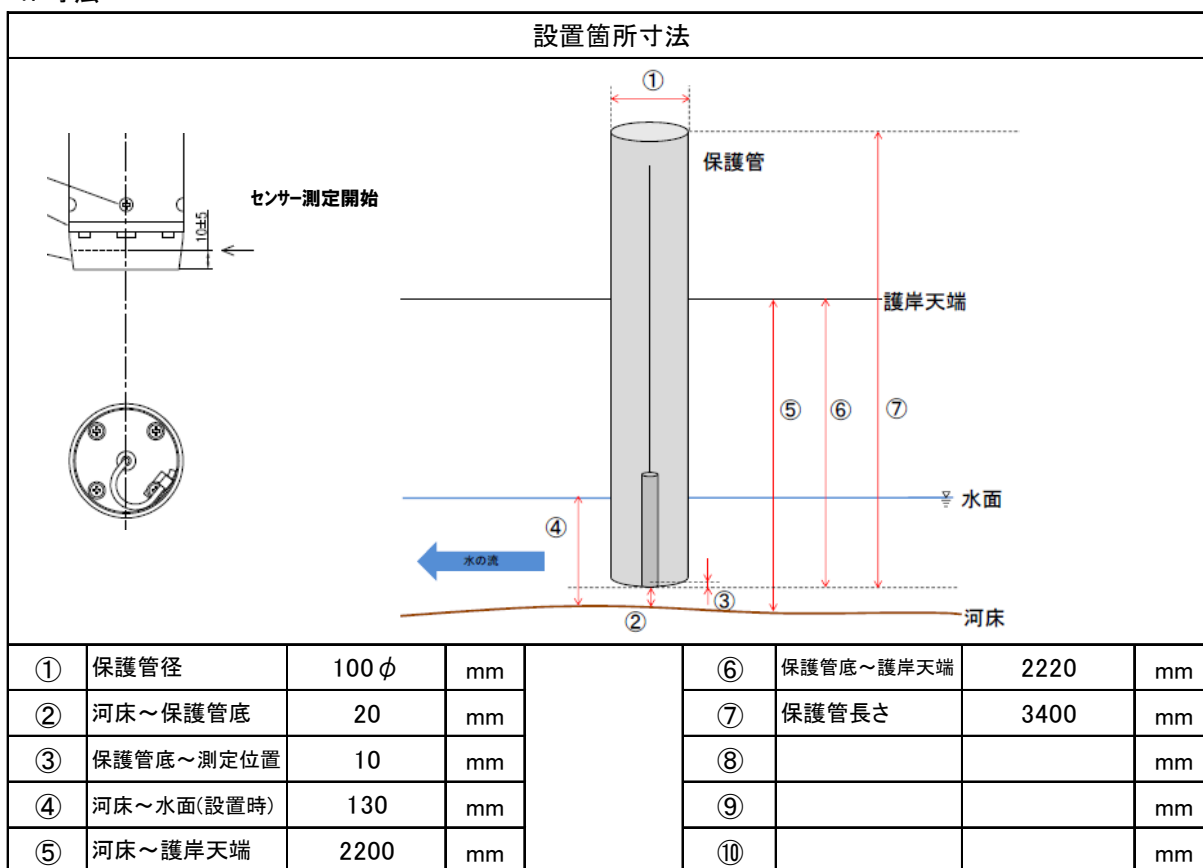 設置箇所寸法
①
保護管
センサー測定開始
10±5
護岸天端
⑤ ⑥ ⑦
水面
④
水の流
③
②
河床
① 保護管径 100φ mm ⑥ 保護管底~護岸天端 2220 mm
② 河床~保護管底 20 mm ⑦ 保護管長さ 3400 mm
③ 保護管底~測定位置 10 mm ⑧ mm
④ 河床~水面(設置時) 130 mm ⑨ mm
⑤ 河床~護岸天端 2200 mm ⑩ mm